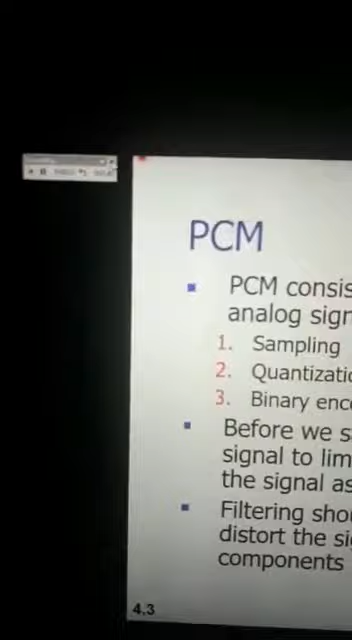 PCM
PCM consis
analog sign
1. Sampling
2. Quantizatio
3. Binary enc
Before we s
signal to lim
the signal as
Filtering shou
distort the si
components
4.3